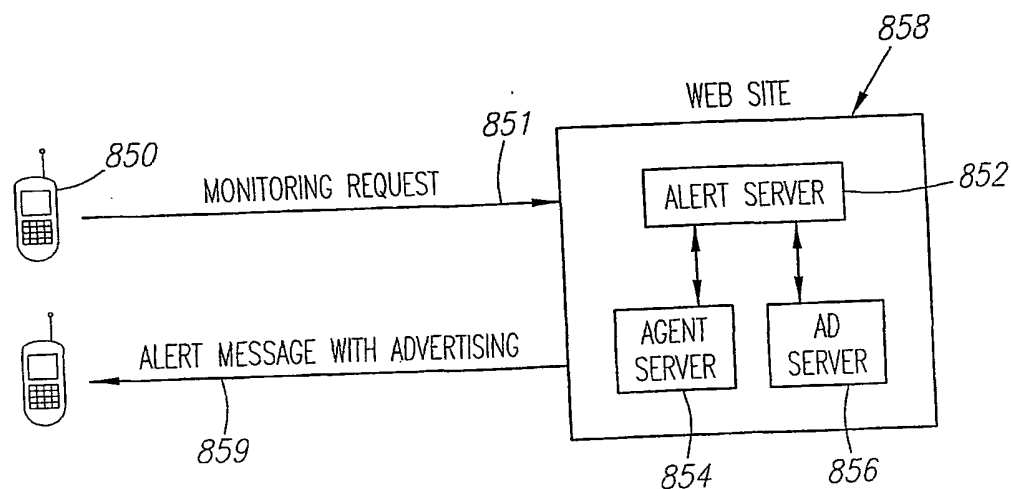 858
WEB SITE
851
850
MONITORING REQUEST
ALERT SERVER
852
AGENT
SERVER
AD
SERVER
ALERT MESSAGE WITH ADVERTISING
859
854
856